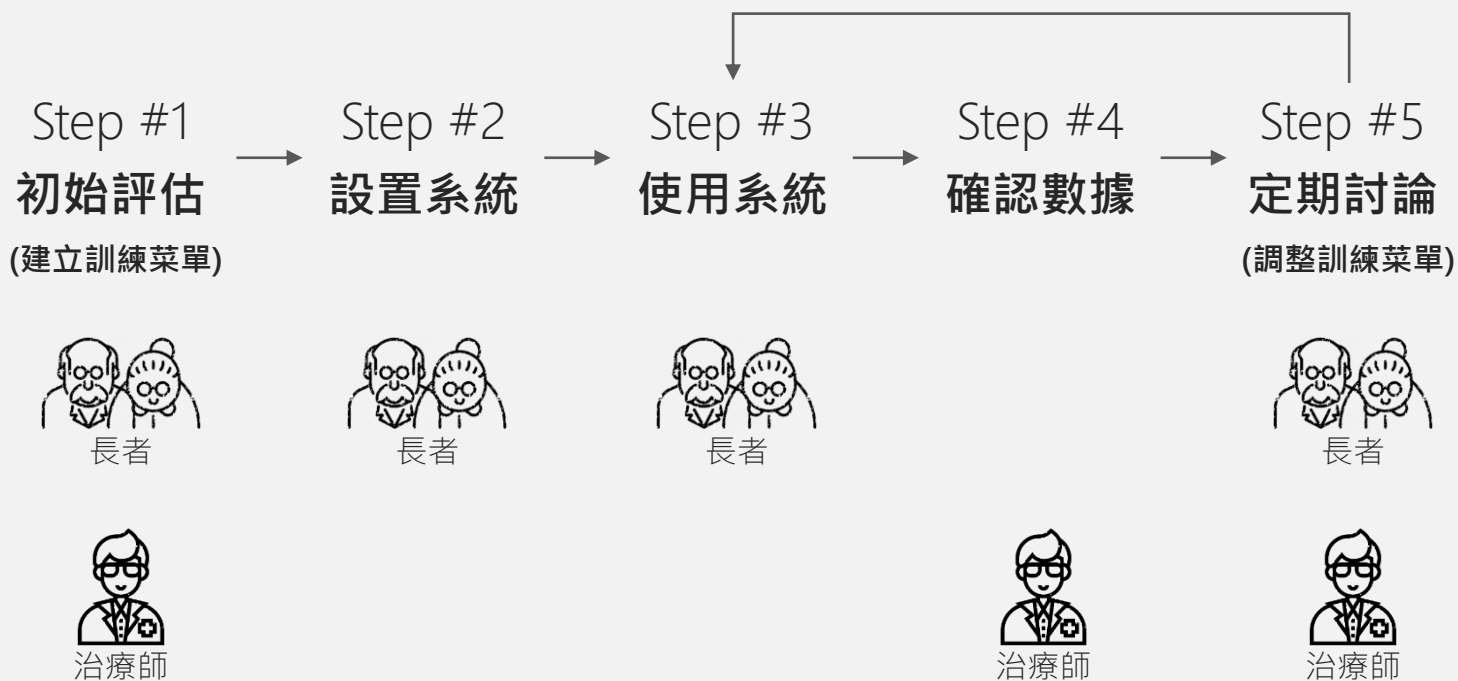 Step #1
初始評估
(建立訓練菜單)
長者
治療師
Step #2
設置系統
長者
Step #3
使用系統
長者
Step #4
確認數據
治療師
Step #5
定期討論
(調整訓練菜單)
長者
治療師